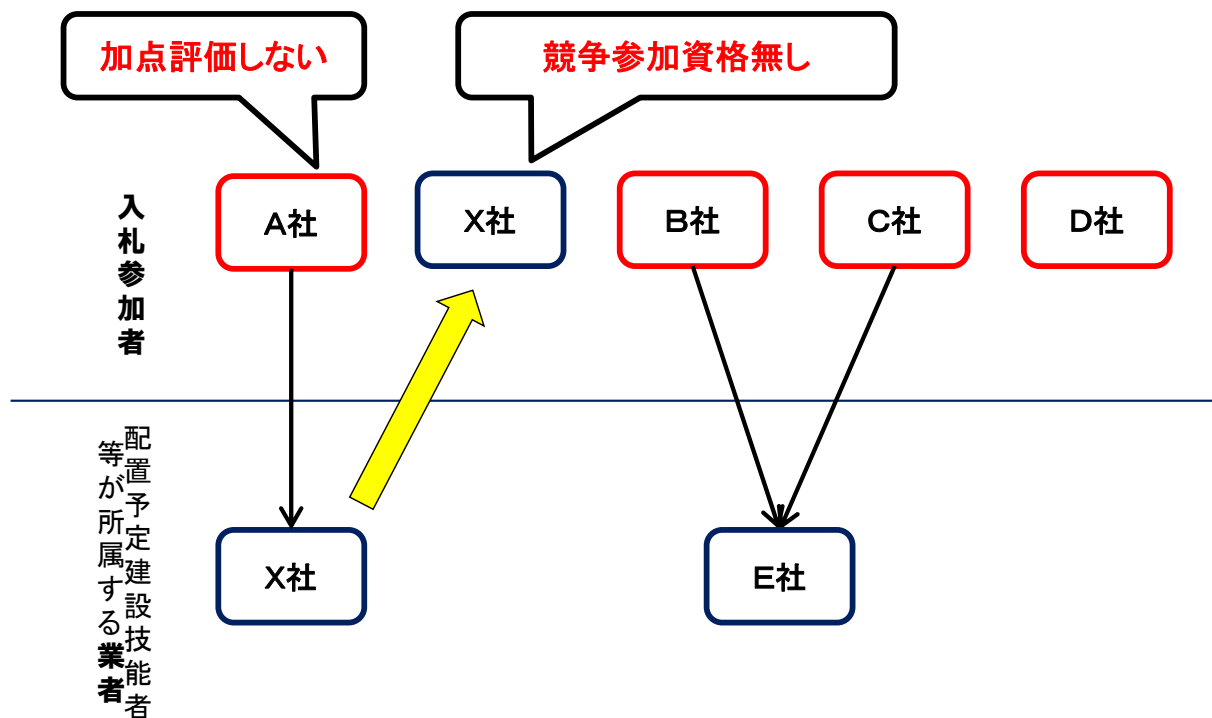 加点評価しない
競争参加資格無し
入札参加者
A社
X社
B社
C社
D社
配置予定建設技能者
等が所属する業者
X社
E社